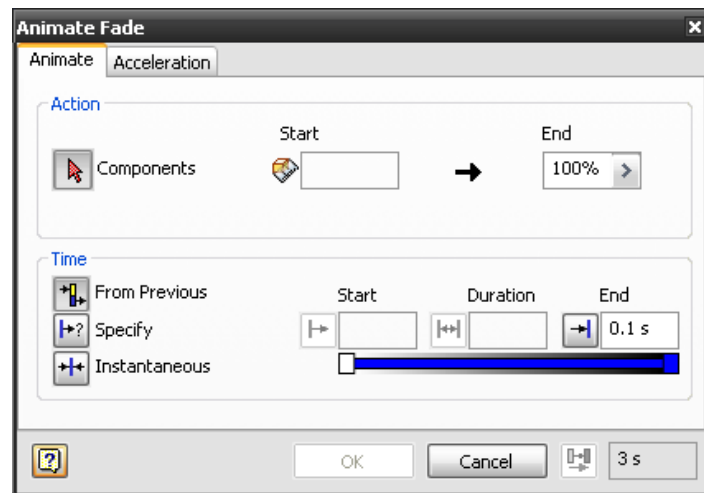 Animate Fade
Animate Acceleration
Action
Start End
Components 100%
Time
From Previous Start Duration End
Specify 0.1 s
Instantaneous
OK Cancel 3 s